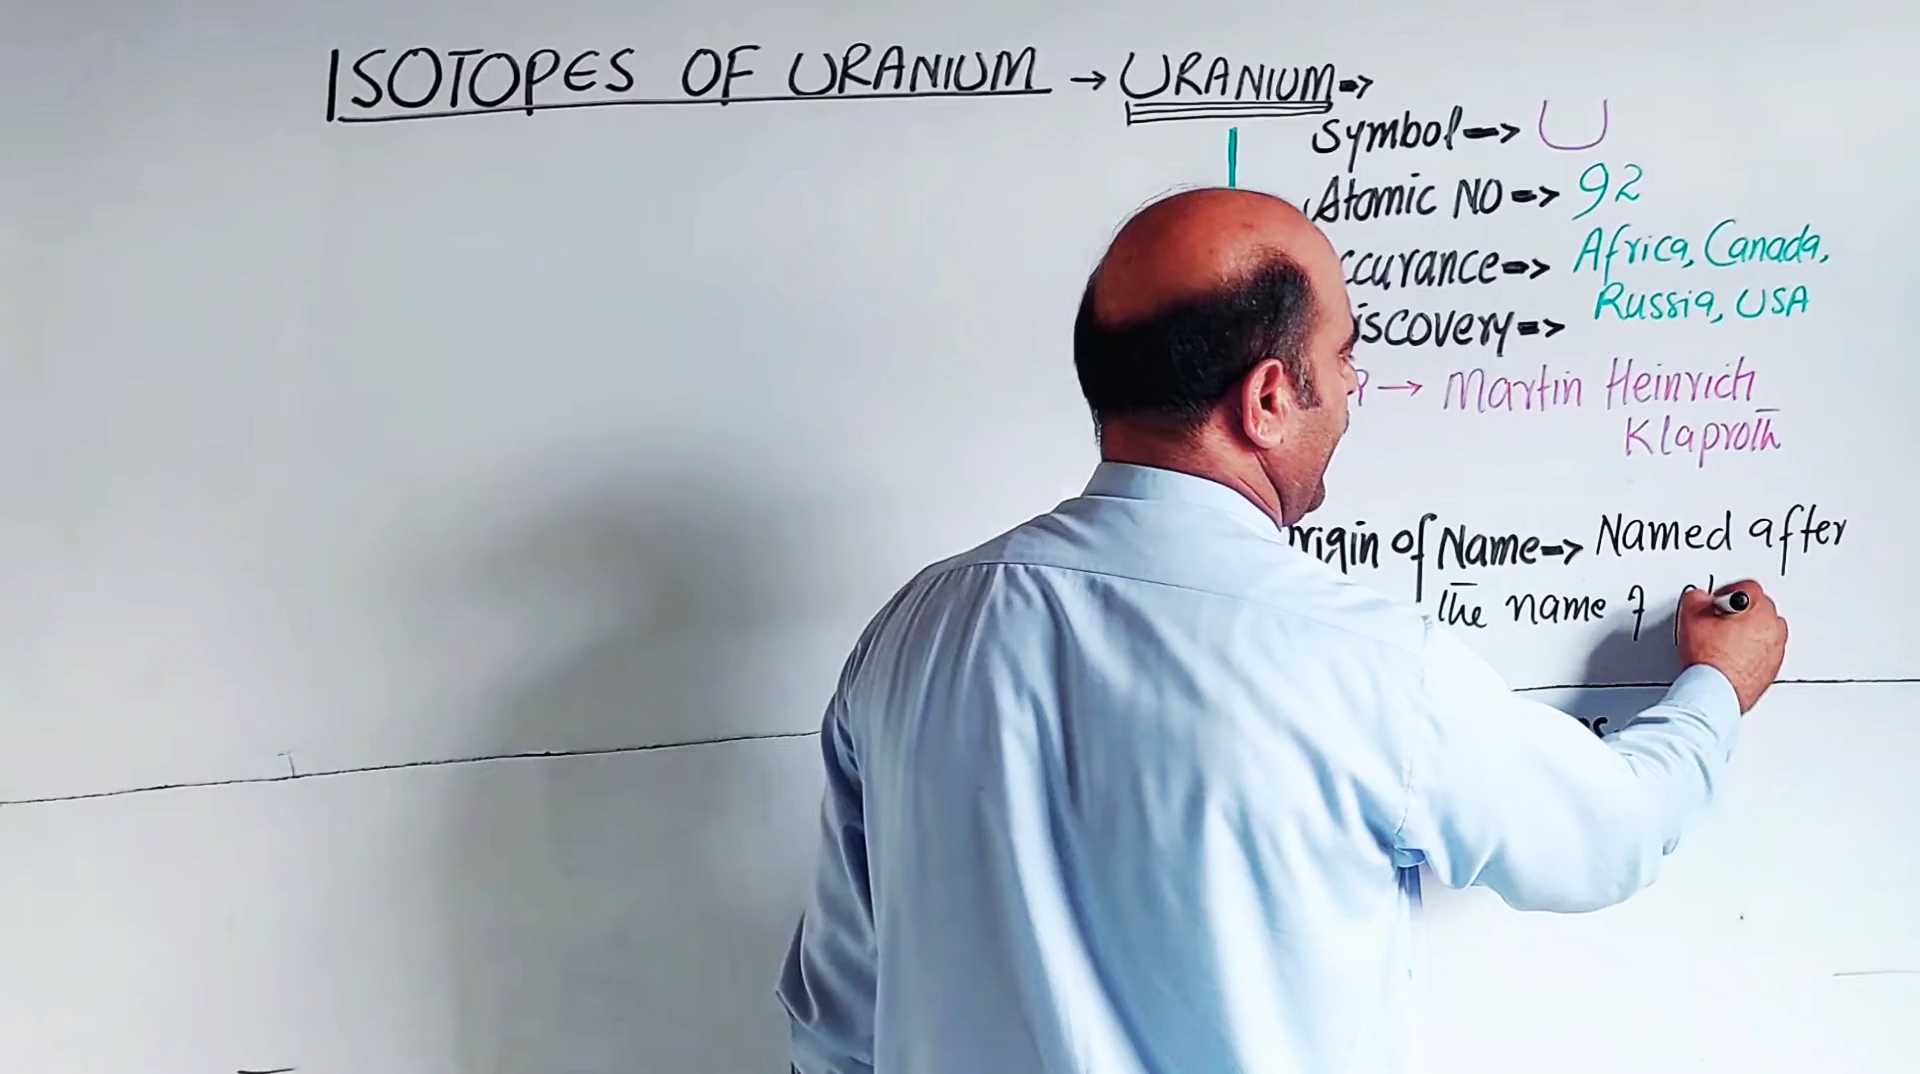 ISOTOPES OF URANIUM → URANIUM =>
Symbol => U
Atomic NO => 92
ccurance => Africa, Canada,
Russia, USA
iscovery =>
→ Martin Heinrich
Klaproth
rigin of Name => Named after
the name of